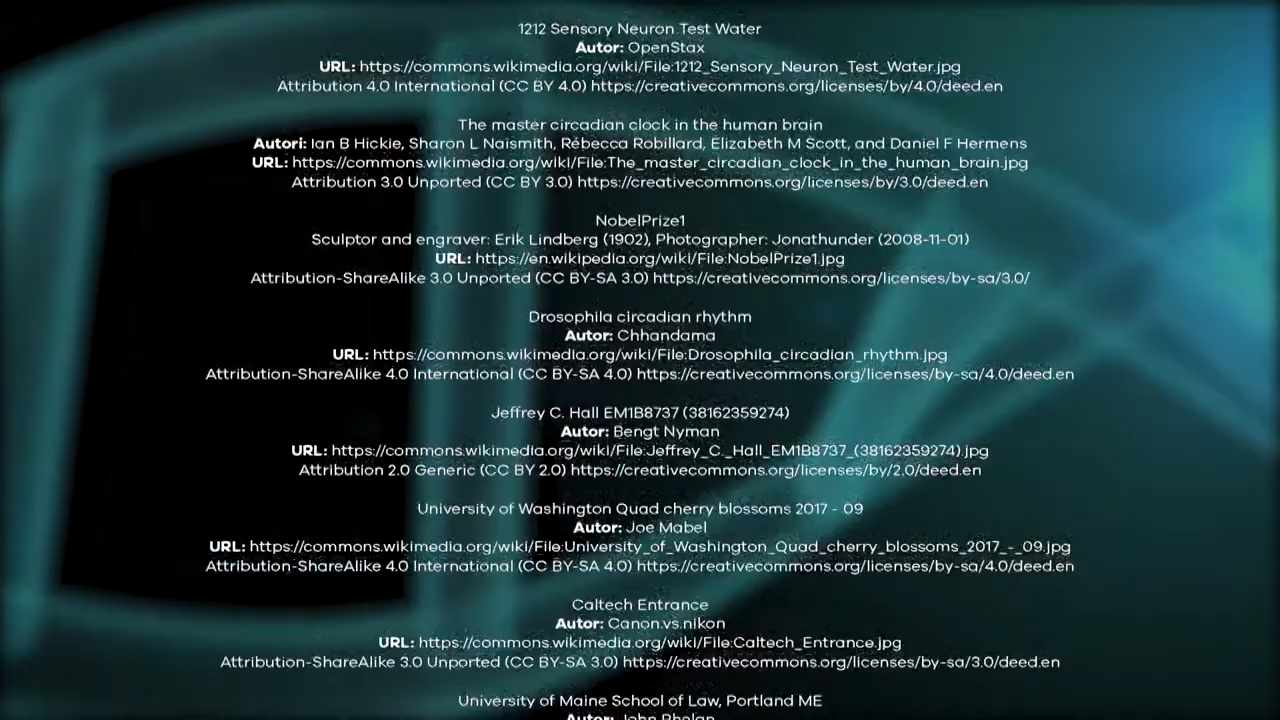 1212 Sensory Neuron Test Water
Autor: OpenStax
URL: https://commons.wikimedia.org/wiki/File:1212_Sensory_Neuron_Test_Water.jpg
Attribution 4.0 International (CC BY 4.0) https://creativecommons.org/licenses/by/4.0/deed.en
The master circadian clock in the human brain
Autori: Ian B Hickie, Sharon L Naismith, Rébecca Robillard, Elizabeth M Scott, and Daniel F Hermens
URL: https://commons.wikimedia.org/wiki/File:The_master_circadian_clock_in_the_human_brain.jpg
Attribution 3.0 Unported (CC BY 3.0) https://creativecommons.org/licenses/by/3.0/deed.en
NobelPrize1
Sculptor and engraver: Erik Lindberg (1902), Photographer: Jonathunder (2008-11-01)
URL: https://en.wikipedia.org/wiki/File:NobelPrize1.jpg
Attribution-ShareAlike 3.0 Unported (CC BY-SA 3.0) https://creativecommons.org/licenses/by-sa/3.0/
Drosophila circadian rhythm
Autor: Chhandama
URL: https://commons.wikimedia.org/wiki/File:Drosophila_circadian_rhythm.jpg
Attribution-ShareAlike 4.0 International (CC BY-SA 4.0) https://creativecommons.org/licenses/by-sa/4.0/deed.en
Jeffrey C. Hall EM1B8737 (38162359274)
Autor: Bengt Nyman
URL: https://commons.wikimedia.org/wiki/File:Jeffrey_C._Hall_EM1B8737_(38162359274).jpg
Attribution 2.0 Generic (CC BY 2.0) https://creativecommons.org/licenses/by/2.0/deed.en
University of Washington Quad cherry blossoms 2017 - 09
Autor: Joe Mabel
URL: https://commons.wikimedia.org/wiki/File:University_of_Washington_Quad_cherry_blossoms_2017_-_09.jpg
Attribution-ShareAlike 4.0 International (CC BY-SA 4.0) https://creativecommons.org/licenses/by-sa/4.0/deed.en
Caltech Entrance
Autor: Canon.vs.nikon
URL: https://commons.wikimedia.org/wiki/File:Caltech_Entrance.jpg
Attribution-ShareAlike 3.0 Unported (CC BY-SA 3.0) https://creativecommons.org/licenses/by-sa/3.0/deed.en
University of Maine School of Law, Portland ME
Autor: John Phelan